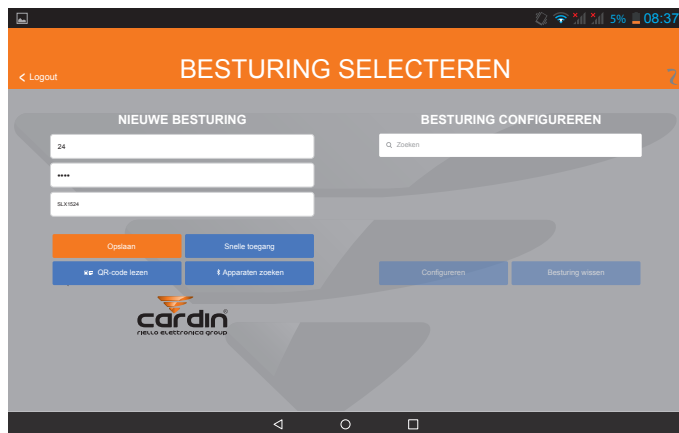 5% 08:37
Logout
BESTURING SELECTEREN
NIEUWE BESTURING
24
••••
SLX1524
Opslaan
Snelle toegang
QR-code lezen
Apparaten zoeken
cardin®
riello elettronica group
BESTURING CONFIGUREREN
Zoeken
Configureren
Besturing wissen